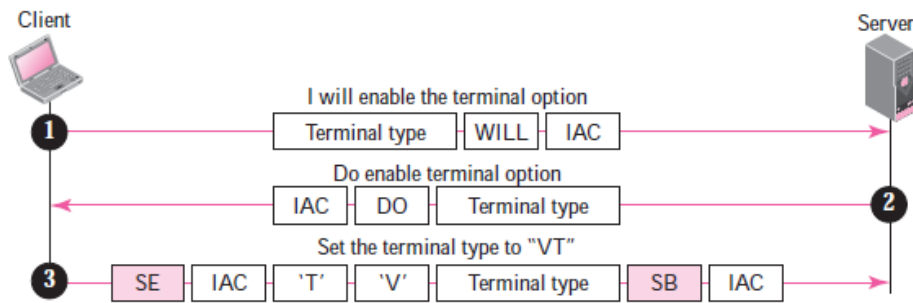 Client
Server
I will enable the terminal option
1 Terminal type WILL IAC
Do enable terminal option
IAC DO Terminal type 2
Set the terminal type to "VT"
3 SE IAC 'T' 'V' Terminal type SB IAC